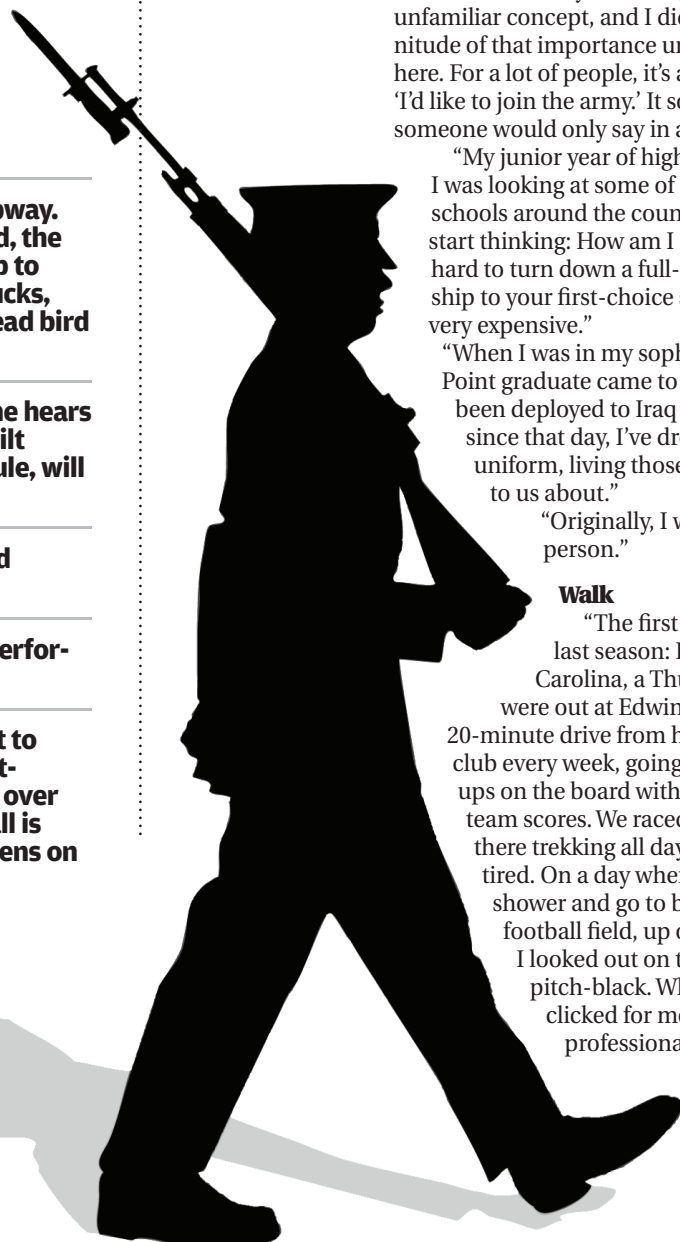 oway.
d, the
o to
ucks,
ead bird
ne hears
ilt
ule, will
d
erfor-
t to
t-
over
ll is
ens on
unfamiliar concept, and I did
nitude of that importance un
here. For a lot of people, it's a
‘I'd like to join the army.’ It so
someone would only say in a
“My junior year of high
I was looking at some of
schools around the coun
start thinking: How am I
hard to turn down a full-
ship to your first-choice s
very expensive.”
“When I was in my soph
Point graduate came to
been deployed to Iraq
since that day, I've dre
uniform, living those
to us about.”
“Originally, I w
person.”
Walk
“The first
last season: I
Carolina, a Thu
were out at Edwin
20-minute drive from h
club every week, going
ups on the board with
team scores. We raced
there trekking all day
tired. On a day when
shower and go to b
football field, up o
I looked out on t
pitch-black. Wh
clicked for me
professiona